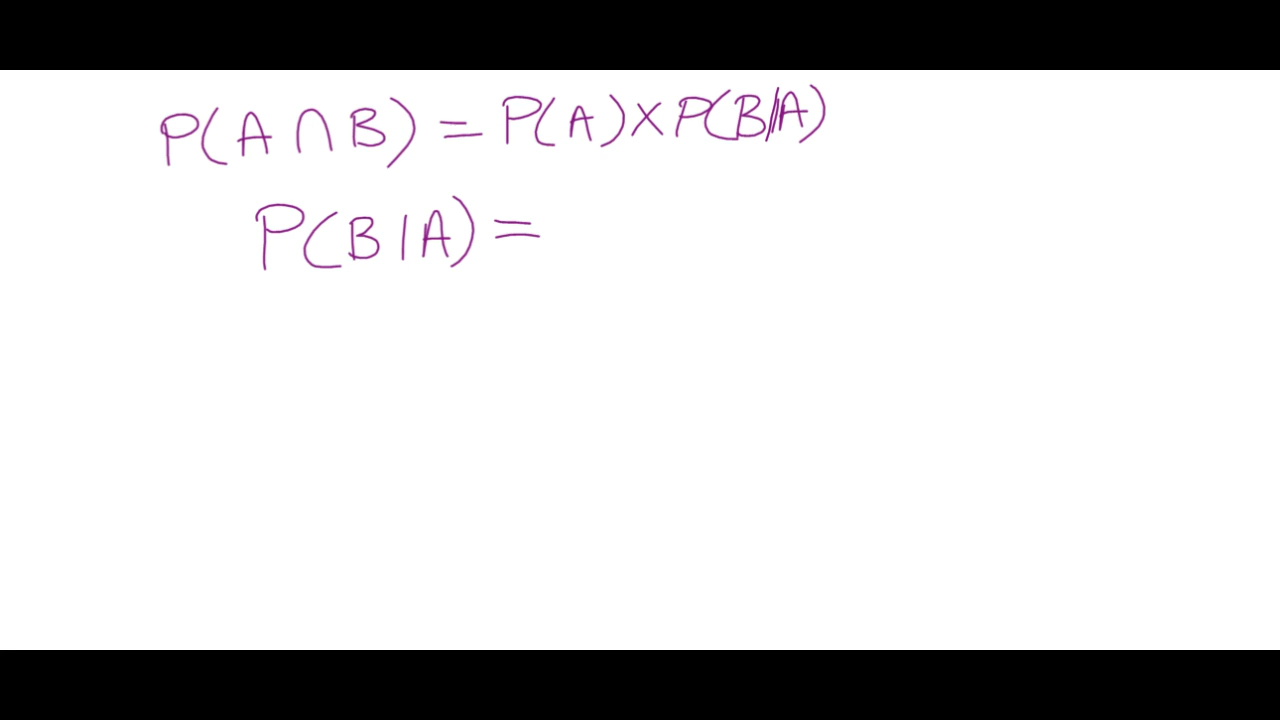 P(A ∩ B) = P(A) × P(B|A)
P(B|A) =